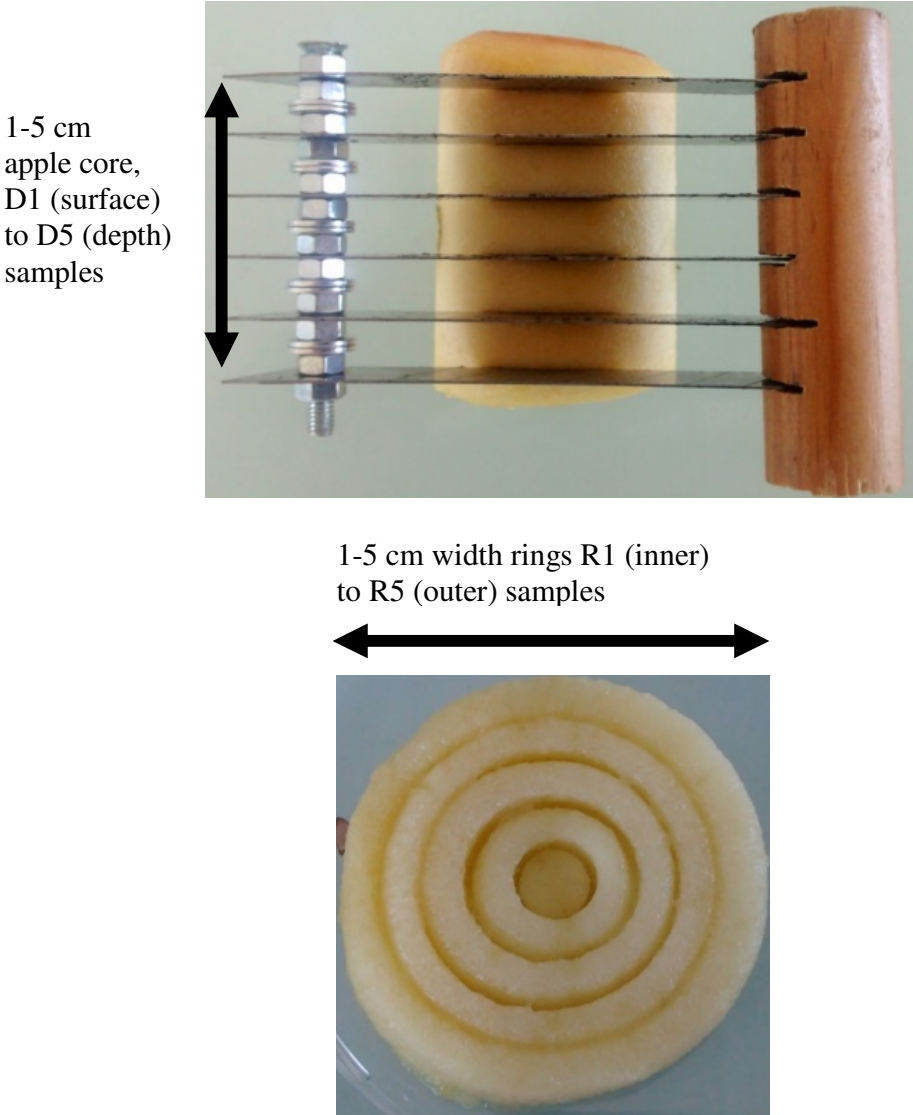 1-5 cm
apple core,
D1 (surface)
to D5 (depth)
samples
1-5 cm width rings R1 (inner)
to R5 (outer) samples